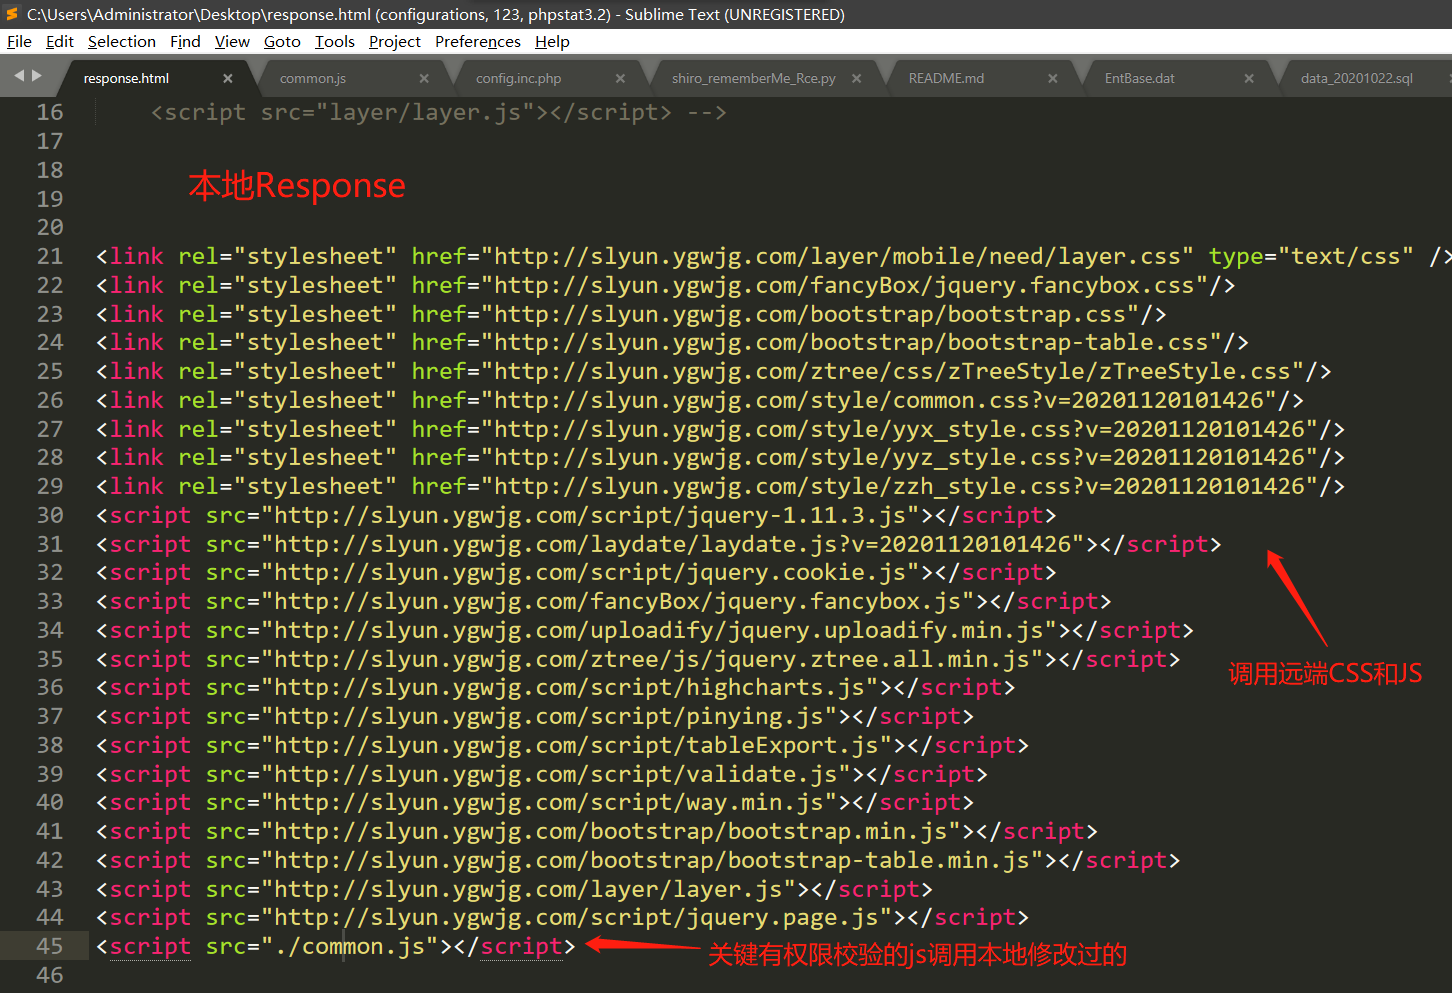 C:\Users\Administrator\Desktop\response.html (configurations, 123, phpstat3.2) - Sublime Text (UNREGISTERED)
File Edit Selection Find View Goto Tools Project Preferences Help
response.html common.js config.inc.php shiro_rememberMe_Rce.py README.md EntBase.dat data_20201022.sql
16 <script src="layer/layer.js"></script> -->
17
18
本地Response
19
20
21 <link rel="stylesheet" href="http://slyun.ygwjg.com/layer/mobile/need/layer.css" type="text/css" />
22 <link rel="stylesheet" href="http://slyun.ygwjg.com/fancyBox/jquery.fancybox.css"/>
23 <link rel="stylesheet" href="http://slyun.ygwjg.com/bootstrap/bootstrap.css"/>
24 <link rel="stylesheet" href="http://slyun.ygwjg.com/bootstrap/bootstrap-table.css"/>
25 <link rel="stylesheet" href="http://slyun.ygwjg.com/ztree/css/zTreeStyle/zTreeStyle.css"/>
26 <link rel="stylesheet" href="http://slyun.ygwjg.com/style/common.css?v=20201120101426"/>
27 <link rel="stylesheet" href="http://slyun.ygwjg.com/style/yyx_style.css?v=20201120101426"/>
28 <link rel="stylesheet" href="http://slyun.ygwjg.com/style/yyz_style.css?v=20201120101426"/>
29 <link rel="stylesheet" href="http://slyun.ygwjg.com/style/zzh_style.css?v=20201120101426"/>
30 <script src="http://slyun.ygwjg.com/script/jquery-1.11.3.js"></script>
31 <script src="http://slyun.ygwjg.com/laydate/laydate.js?v=20201120101426"></script>
32 <script src="http://slyun.ygwjg.com/script/jquery.cookie.js"></script>
33 <script src="http://slyun.ygwjg.com/fancyBox/jquery.fancybox.js"></script>
34 <script src="http://slyun.ygwjg.com/uploadify/jquery.uploadify.min.js"></script>
35 <script src="http://slyun.ygwjg.com/ztree/js/jquery.ztree.all.min.js"></script>
调用远端CSS和JS
36 <script src="http://slyun.ygwjg.com/script/highcharts.js"></script>
37 <script src="http://slyun.ygwjg.com/script/pinying.js"></script>
38 <script src="http://slyun.ygwjg.com/script/tableExport.js"></script>
39 <script src="http://slyun.ygwjg.com/script/validate.js"></script>
40 <script src="http://slyun.ygwjg.com/script/way.min.js"></script>
41 <script src="http://slyun.ygwjg.com/bootstrap/bootstrap.min.js"></script>
42 <script src="http://slyun.ygwjg.com/bootstrap/bootstrap-table.min.js"></script>
43 <script src="http://slyun.ygwjg.com/layer/layer.js"></script>
44 <script src="http://slyun.ygwjg.com/script/jquery.page.js"></script>
45 <script src="./common.js"></script>
关键有权限校验的js调用本地修改过的
46